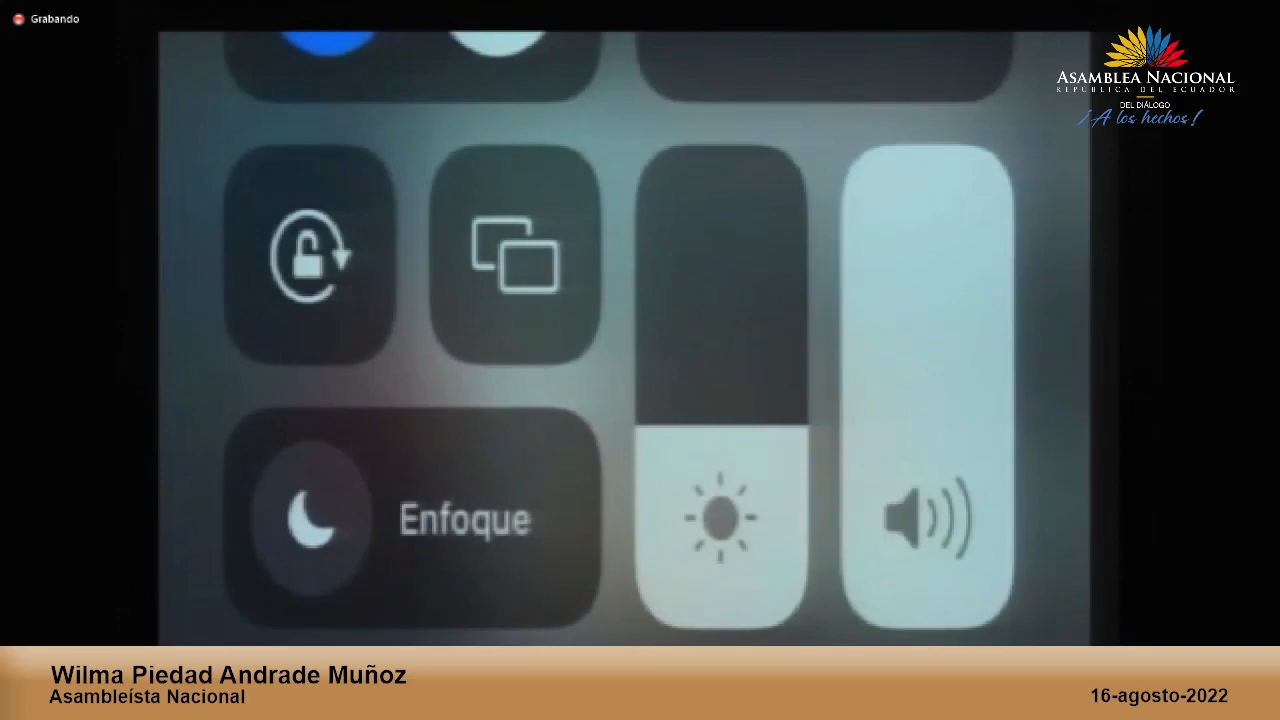 Grabando
ASAMBLEA NACIONAL
REPÚBLICA DEL ECUADOR
DEL DIÁLOGO
¡A los hechos!
Enfoque
Wilma Piedad Andrade Muñoz
Asambleísta Nacional
16-agosto-2022